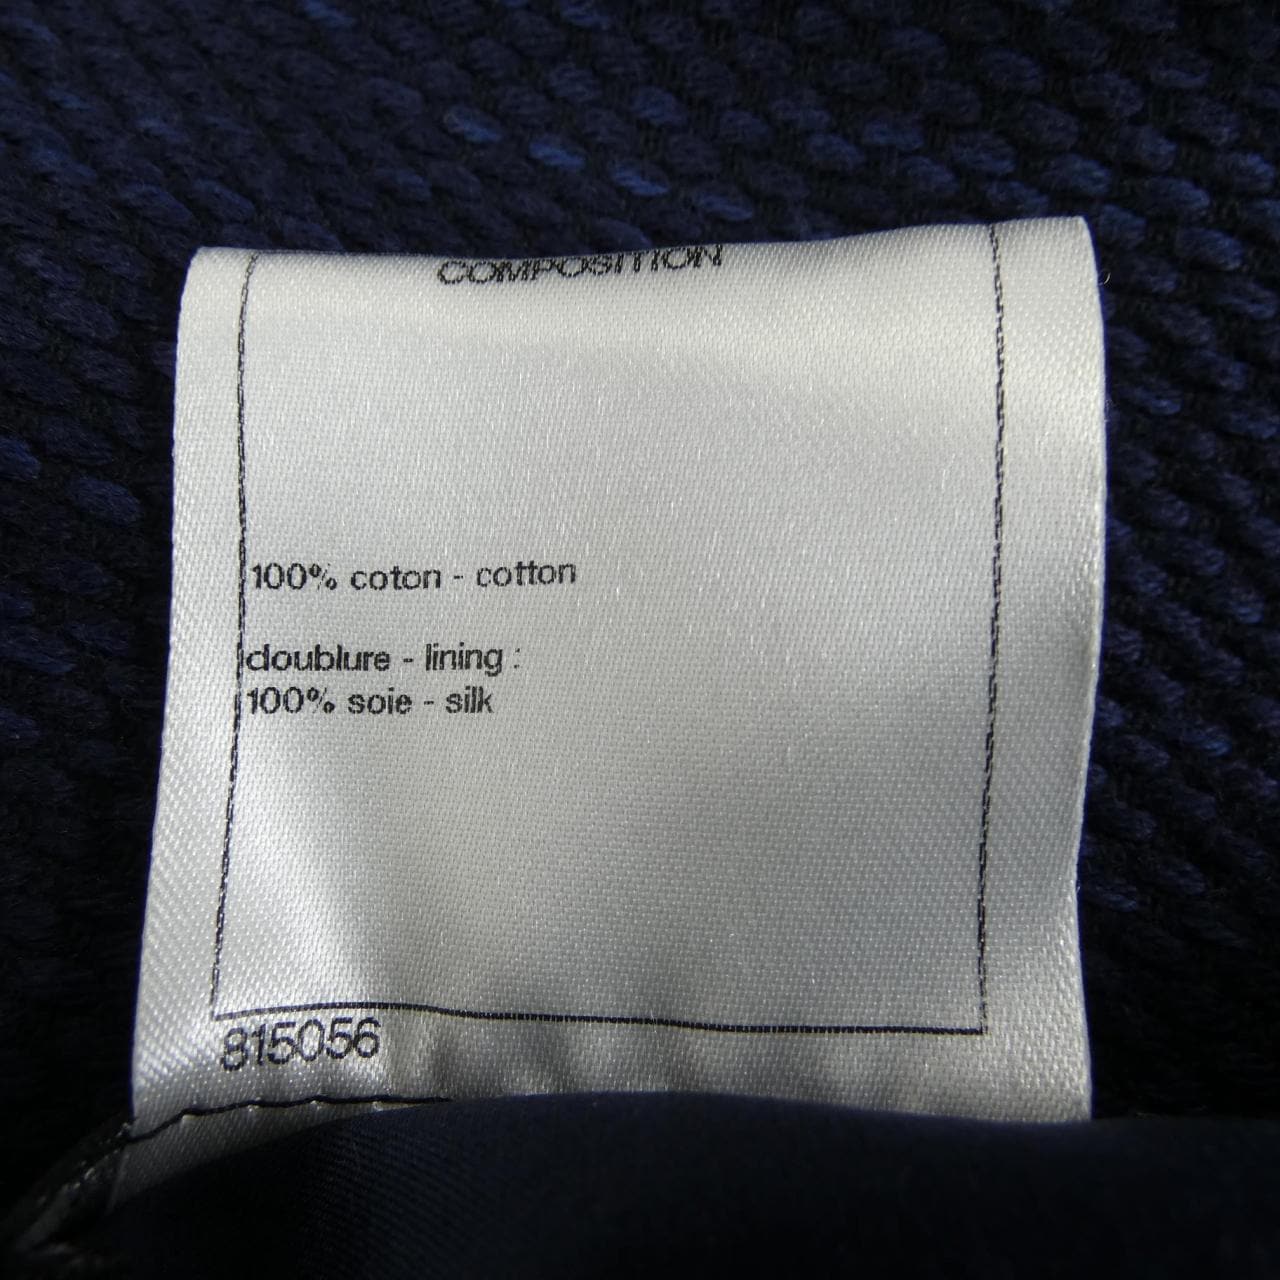 COMPOSITION
100% coton - cotton
doublure - lining :
100% soie - silk
815056